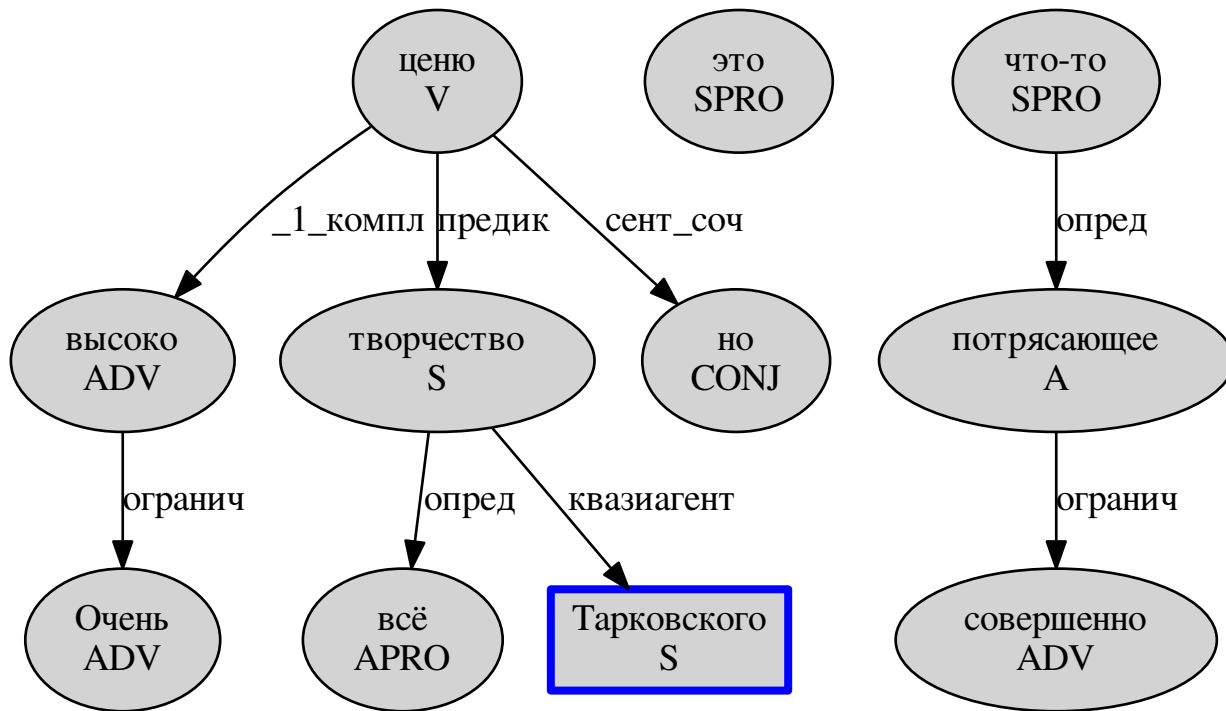 ценю
V
это
SPRO
что-то
SPRO
_1_компл
предик
сент_соч
опред
высоко
ADV
творчество
S
но
CONJ
потрясающее
A
огранич
опред
квазиагент
огранич
Очень
ADV
всё
APRO
Тарковского
S
совершенно
ADV